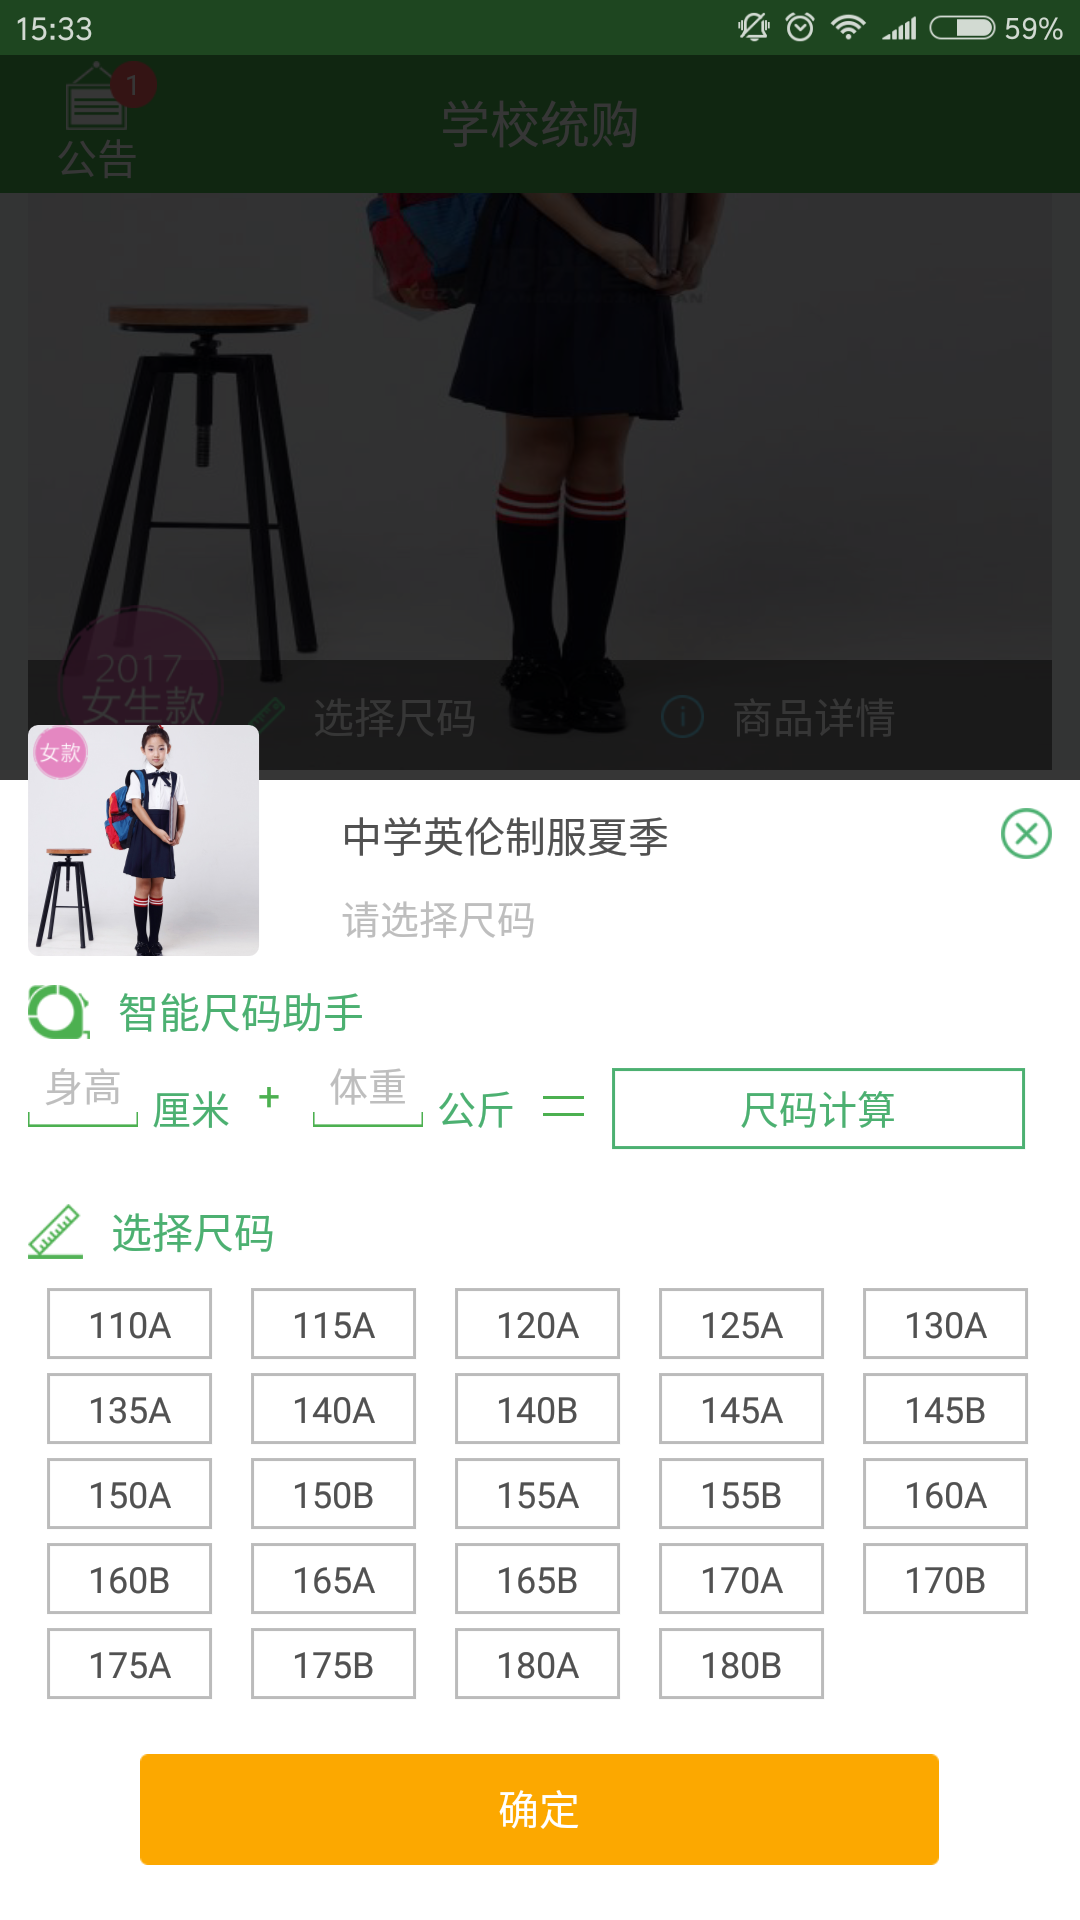 15:33
59%
1
公告
学校统购
YOZY
2017
女生款
选择尺码
商品详情
女款
中学英伦制服夏季
请选择尺码
智能尺码助手
身高 厘米 + 体重 公斤 = 尺码计算
选择尺码
110A 115A 120A 125A 130A
135A 140A 140B 145A 145B
150A 150B 155A 155B 160A
160B 165A 165B 170A 170B
175A 175B 180A 180B
确定